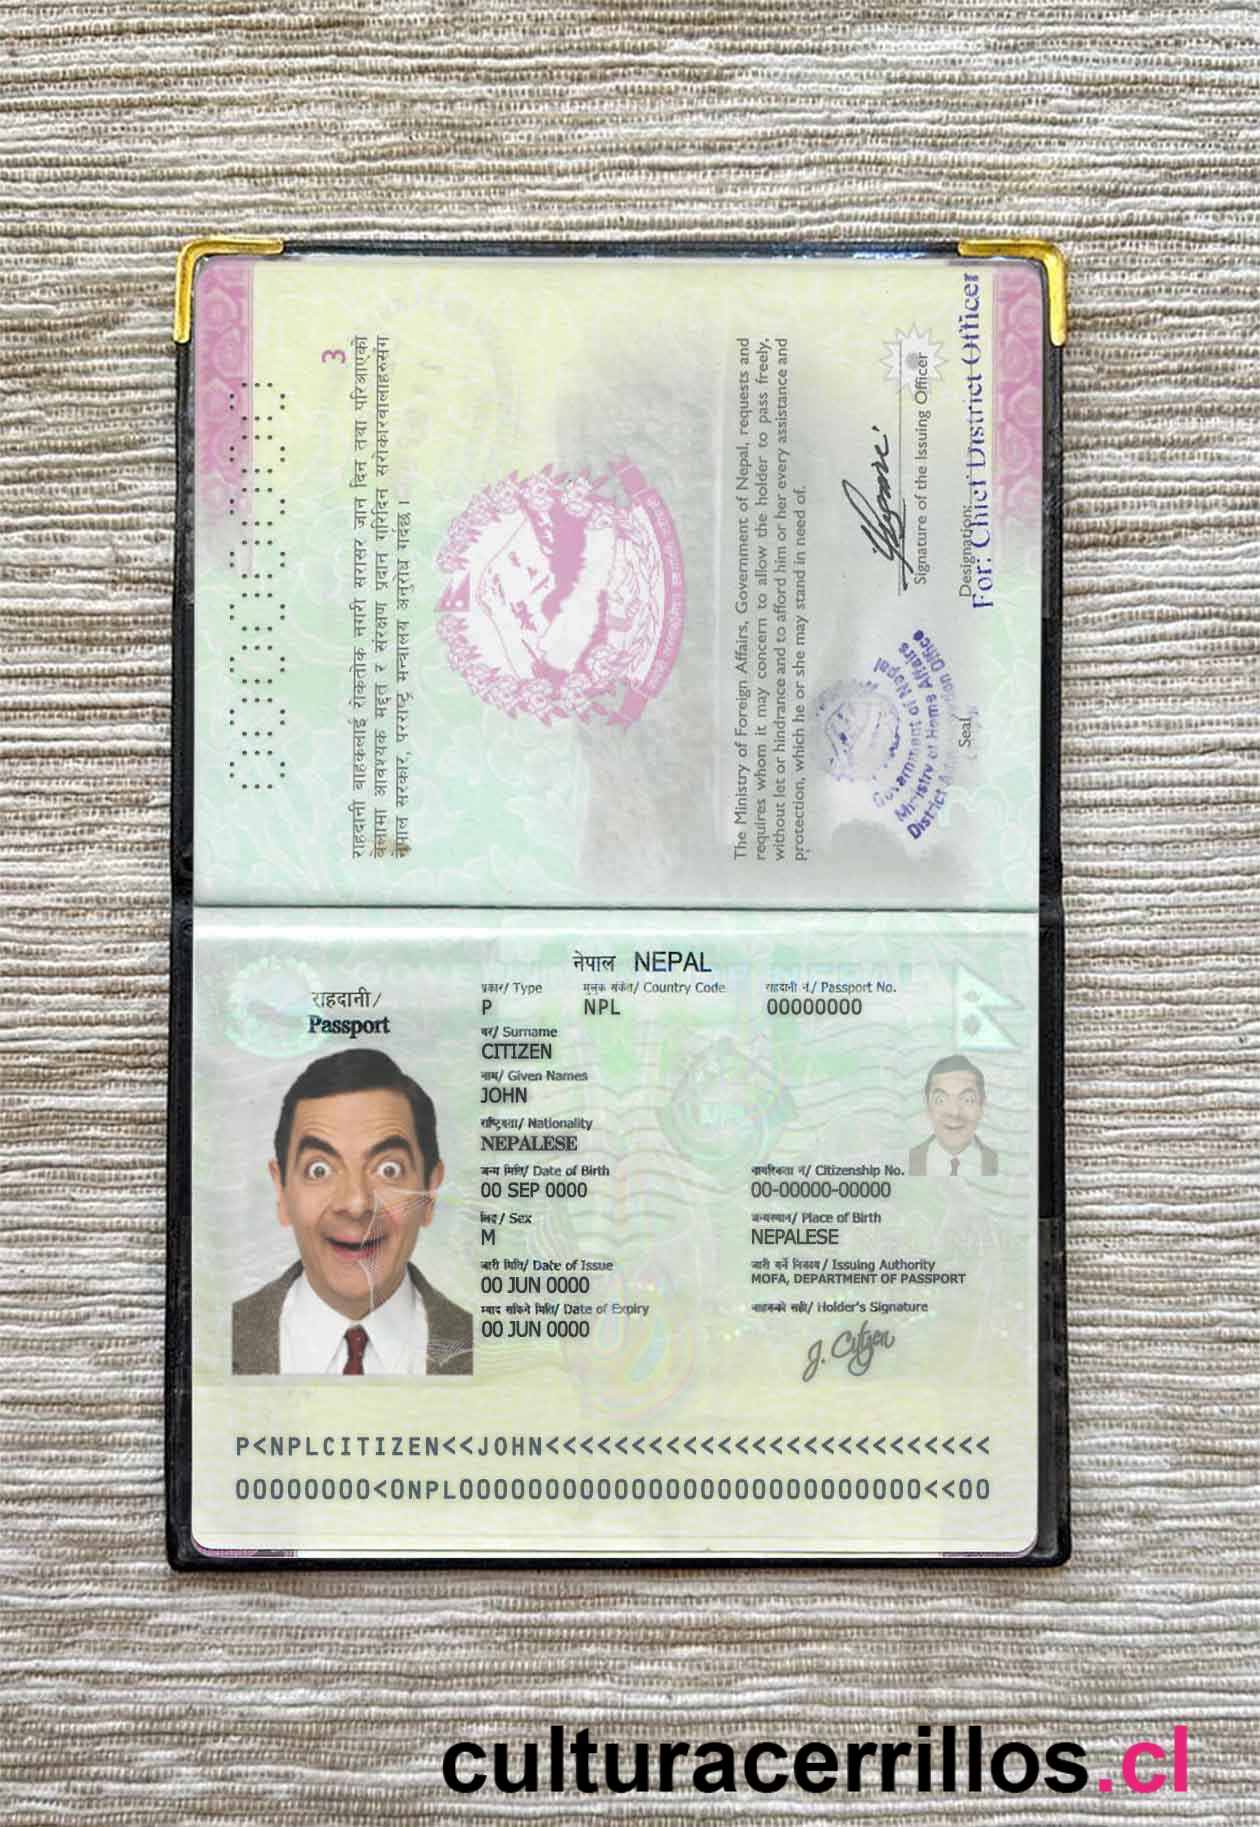 3
राहदानी वाहकलाई रोकतोक नगरी सरासर जान दिन तथा परिआएको
बेलामा आवश्यक मद्दत र संरक्षण प्रदान गरिदिन सरोकारवालाहरूसंग
नेपाल सरकार, परराष्ट्र मन्त्रालय अनुरोध गर्दछ ।
The Ministry of Foreign Affairs, Government of Nepal, requests and
requires whom it may concern to allow the holder to pass freely,
without let or hindrance and to afford him or her every assistance and
protection, which he or she may stand in need of.
Signature of the Issuing Officer
Designation:
For: Chief District Officer
Government of Nepal
Ministry of Home Affairs
District Office
Seal
नेपाल NEPAL
राहदानी/
Passport
प्रकार/ Type
P
मुलुक संकेत/ Country Code
NPL
राहदानी नं/ Passport No.
00000000
थर/ Surname
CITIZEN
नाम/ Given Names
JOHN
राष्ट्रियता/ Nationality
NEPALESE
जन्म मिति/ Date of Birth
00 SEP 0000
नागरिकता नं/ Citizenship No.
00-00000-00000
लिङ्ग/ Sex
M
जन्मस्थान/ Place of Birth
NEPALESE
जारी मिति/ Date of Issue
00 JUN 0000
जारी गर्ने निकाय/ Issuing Authority
MOFA, DEPARTMENT OF PASSPORT
म्याद सकिने मिति/ Date of Expiry
00 JUN 0000
वाहकको सही/ Holder's Signature
J. Citizen
P<NPLCITIZEN<<JOHN<<<<<<<<<<<<<<<<<<<<<<<<<<
00000000<0NPL000000000000000000000000000<<00
culturacerrillos.cl